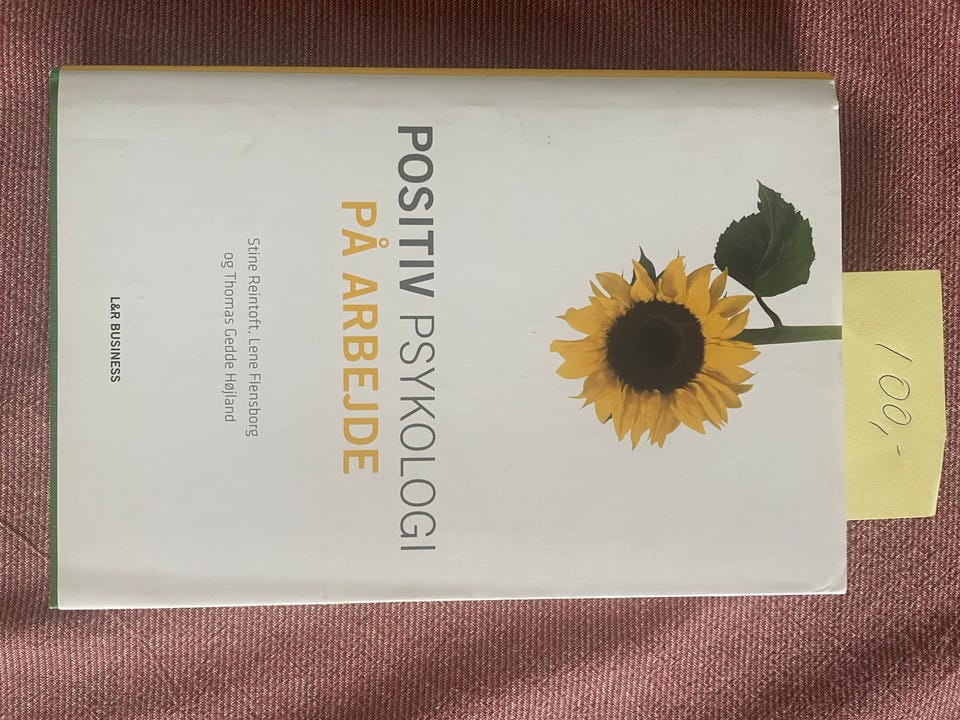 100,-
POSITIV PSYKOLOGI
PÅ ARBEJDE
Stine Reintoft, Lene Flensborg
og Thomas Gedde Højland
L&R BUSINESS